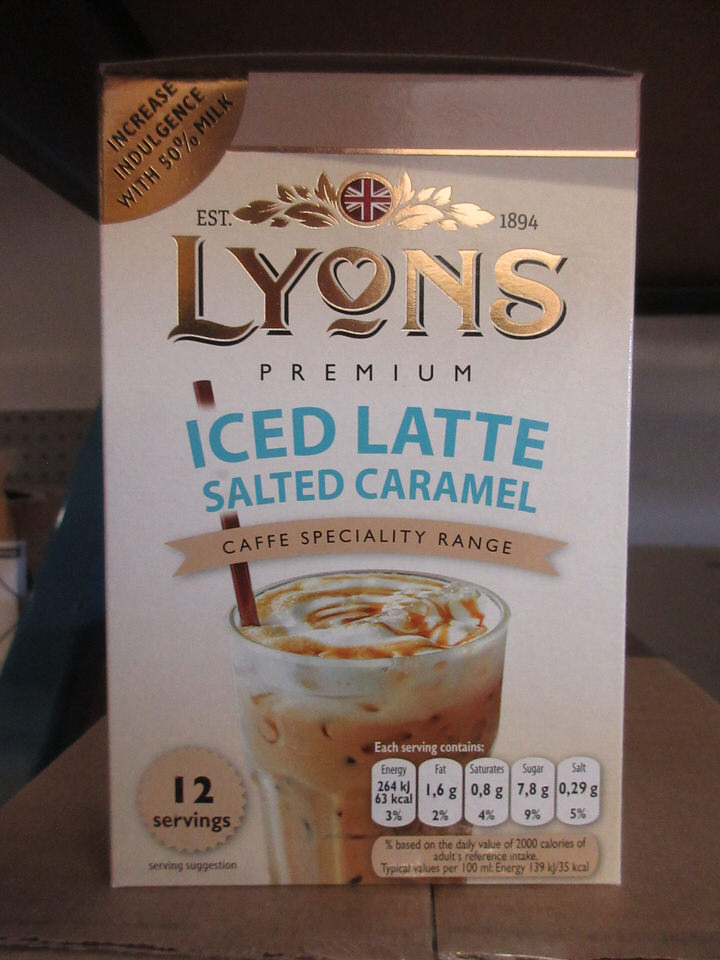 INCREASE
INDULGENCE
WITH 50% MILK
EST. 1894
LYONS
PREMIUM
ICED LATTE
SALTED CARAMEL
CAFFE SPECIALITY RANGE
Each serving contains:
Energy Fat Saturates Sugar Salt
264 kJ
63 kcal 1,6 g 0,8 g 7,8 g 0,29 g
3% 2% 4% 9% 5%
% based on the daily value of 2000 calories of
adult's reference intake.
Typical values per 100 ml: Energy 139 kJ/35 kcal
12
servings
serving suggestion